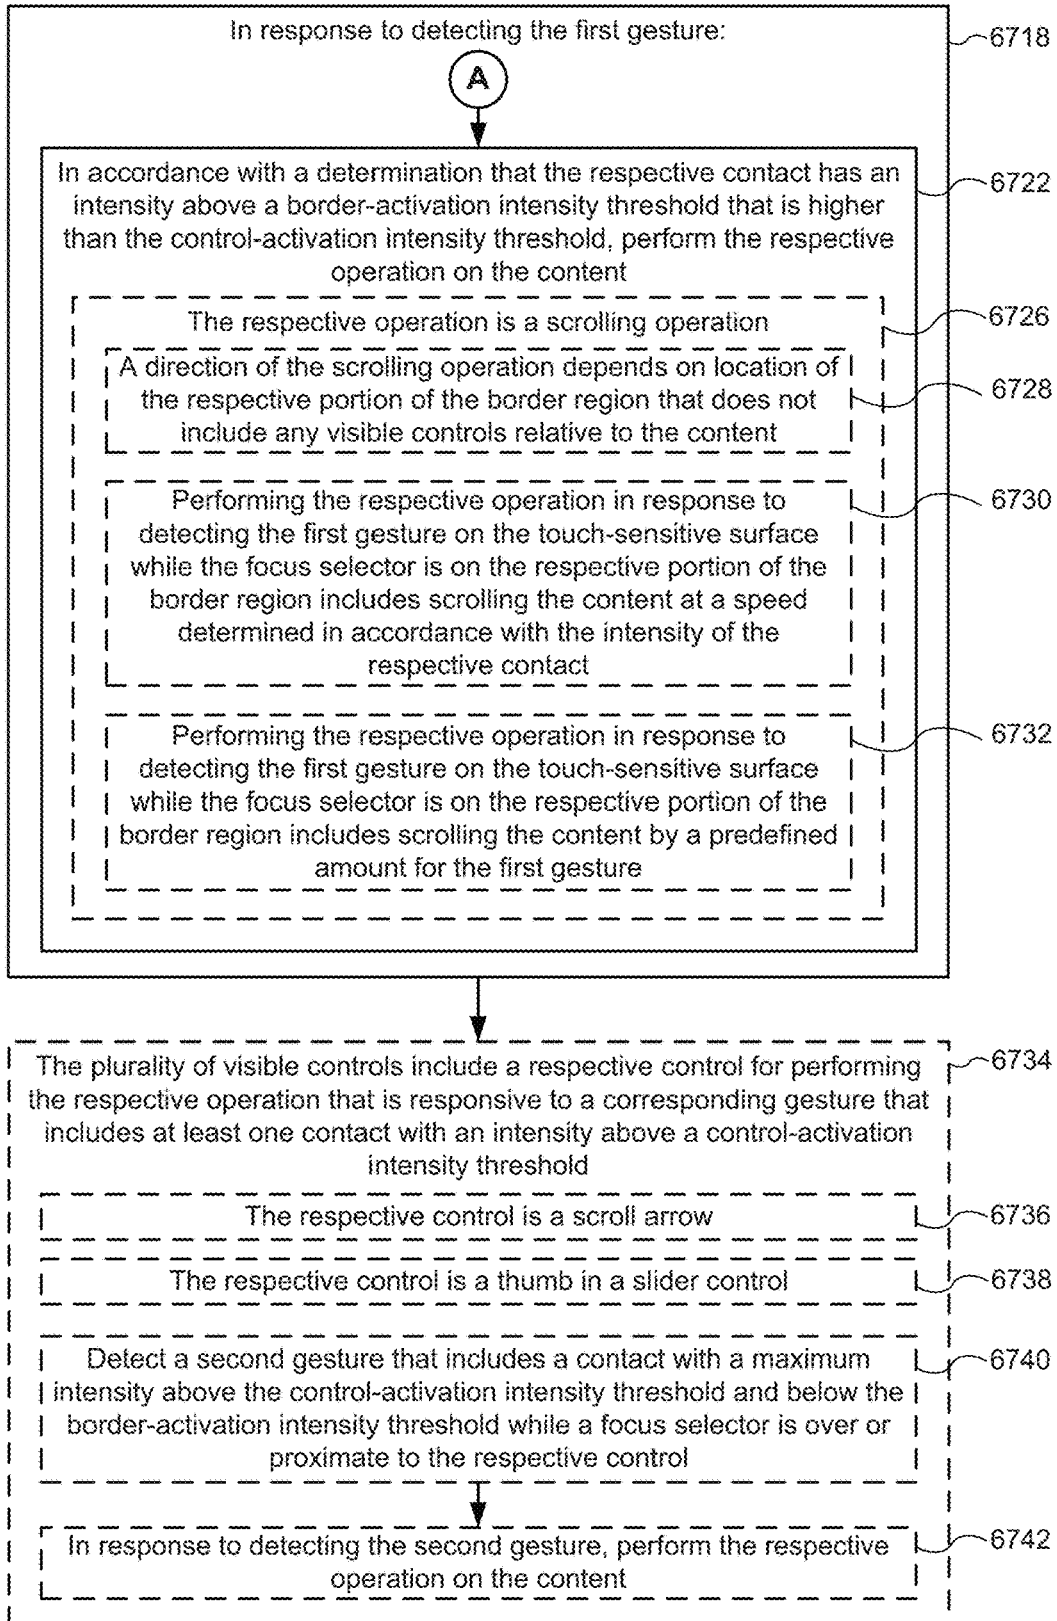 In response to detecting the first gesture:
6718
A
In accordance with a determination that the respective contact has an
6722
intensity above a border-activation intensity threshold that is higher
than the control-activation intensity threshold, perform the respective
operation on the content
The respective operation is a scrolling operation
6726
A direction of the scrolling operation depends on location of
6728
the respective portion of the border region that does not
include any visible controls relative to the content
Performing the respective operation in response to
6730
detecting the first gesture on the touch-sensitive surface
while the focus selector is on the respective portion of the
border region includes scrolling the content at a speed
determined in accordance with the intensity of the
respective contact
Performing the respective operation in response to
6732
detecting the first gesture on the touch-sensitive surface
while the focus selector is on the respective portion of the
border region includes scrolling the content by a predefined
amount for the first gesture
The plurality of visible controls include a respective control for performing
6734
the respective operation that is responsive to a corresponding gesture that
includes at least one contact with an intensity above a control-activation
intensity threshold
The respective control is a scroll arrow
6736
The respective control is a thumb in a slider control
6738
Detect a second gesture that includes a contact with a maximum
6740
intensity above the control-activation intensity threshold and below the
border-activation intensity threshold while a focus selector is over or
proximate to the respective control
In response to detecting the second gesture, perform the respective
6742
operation on the content